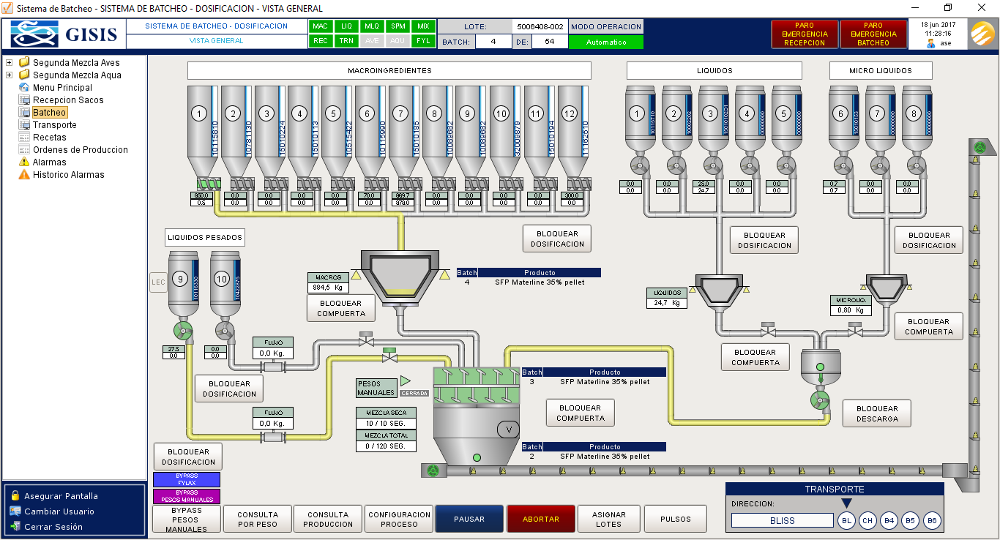 Sistema de Batcheo - SISTEMA DE BATCHEO - DOSIFICACION - VISTA GENERAL
GISIS
SISTEMA DE BATCHEO - DOSIFICACION
VISTA GENERAL
MAC LIQ MLQ SPM MIX
REC TRN AVE AQU FYL
LOTE: 5006408-002
BATCH: 4 DE: 54
MODO OPERACION
Automatico
PARO
EMERGENCIA
RECEPCION
PARO
EMERGENCIA
BATCHEO
18 jun 2017
11:28:16
ase
Segunda Mezcla Aves
Segunda Mezcla Aqua
Menu Principal
Recepcion Sacos
Batcheo
Transporte
Recetas
Ordenes de Produccion
Alarmas
Historico Alarmas
Asegurar Pantalla
Cambiar Usuario
Cerrar Sesión
MACROINGREDIENTES
1 2 3 4 5 6 7 8 9 10 11 12
10115810 10781130 15010224 15010113 10515422 10115990 15010185 10089682 10089682 32009879 15010194 11162510
850.0 0.0 0.0 0.0 0.0 70.0 869.7 0.0 0.0 0.0 0.0 300.0
0.5 0.0 0.0 0.0 0.0 0.0 879.0 0.0 0.0 0.0 0.0 0.0
LIQUIDOS
1 2 3 4 5
10115710 10002202 1501010201 00000000 00000000
0.0 0.0 25.0 0.0 0.0
0.0 0.0 24.7 0.0 0.0
MICRO LIQUIDOS
6 7 8
15010153 00000000 00000000
0.7 0.0 0.0
0.7 0.0 0.0
BLOQUEAR
DOSIFICACION
BLOQUEAR
DOSIFICACION
BLOQUEAR
DOSIFICACION
LIQUIDOS PESADOS
LEC
9 10
10116330 10422875
27.5 0.0
0.0 0.0
MACROS
884,5 Kg
BLOQUEAR
COMPUERTA
Batch Producto
4 SFP Materline 35% pellet
LIQUIDOS
24,7 Kg
MICROLIQ.
0,80 Kg
BLOQUEAR
COMPUERTA
BLOQUEAR
COMPUERTA
FLUJO
0,0 Kg.
BLOQUEAR
DOSIFICACION
FLUJO
0,0 Kg.
BLOQUEAR
DOSIFICACION
PESOS
MANUALES
CERRADA
MEZCLA SECA
10 / 10 SEG.
MEZCLA TOTAL
0 / 120 SEG.
V
Batch Producto
3 SFP Materline 35% pellet
BLOQUEAR
COMPUERTA
BLOQUEAR
DESCARGA
Batch Producto
2 SFP Materline 35% pellet
BYPASS
FYLAX
BYPASS
PESOS MANUALES
BYPASS
PESOS
MANUALES
CONSULTA
POR PESO
CONSULTA
PRODUCCION
CONFIGURACION
PROCESO
PAUSAR
ABORTAR
ASIGNAR
LOTES
PULSOS
TRANSPORTE
DIRECCION:
BLISS
BL CH B4 B5 B6